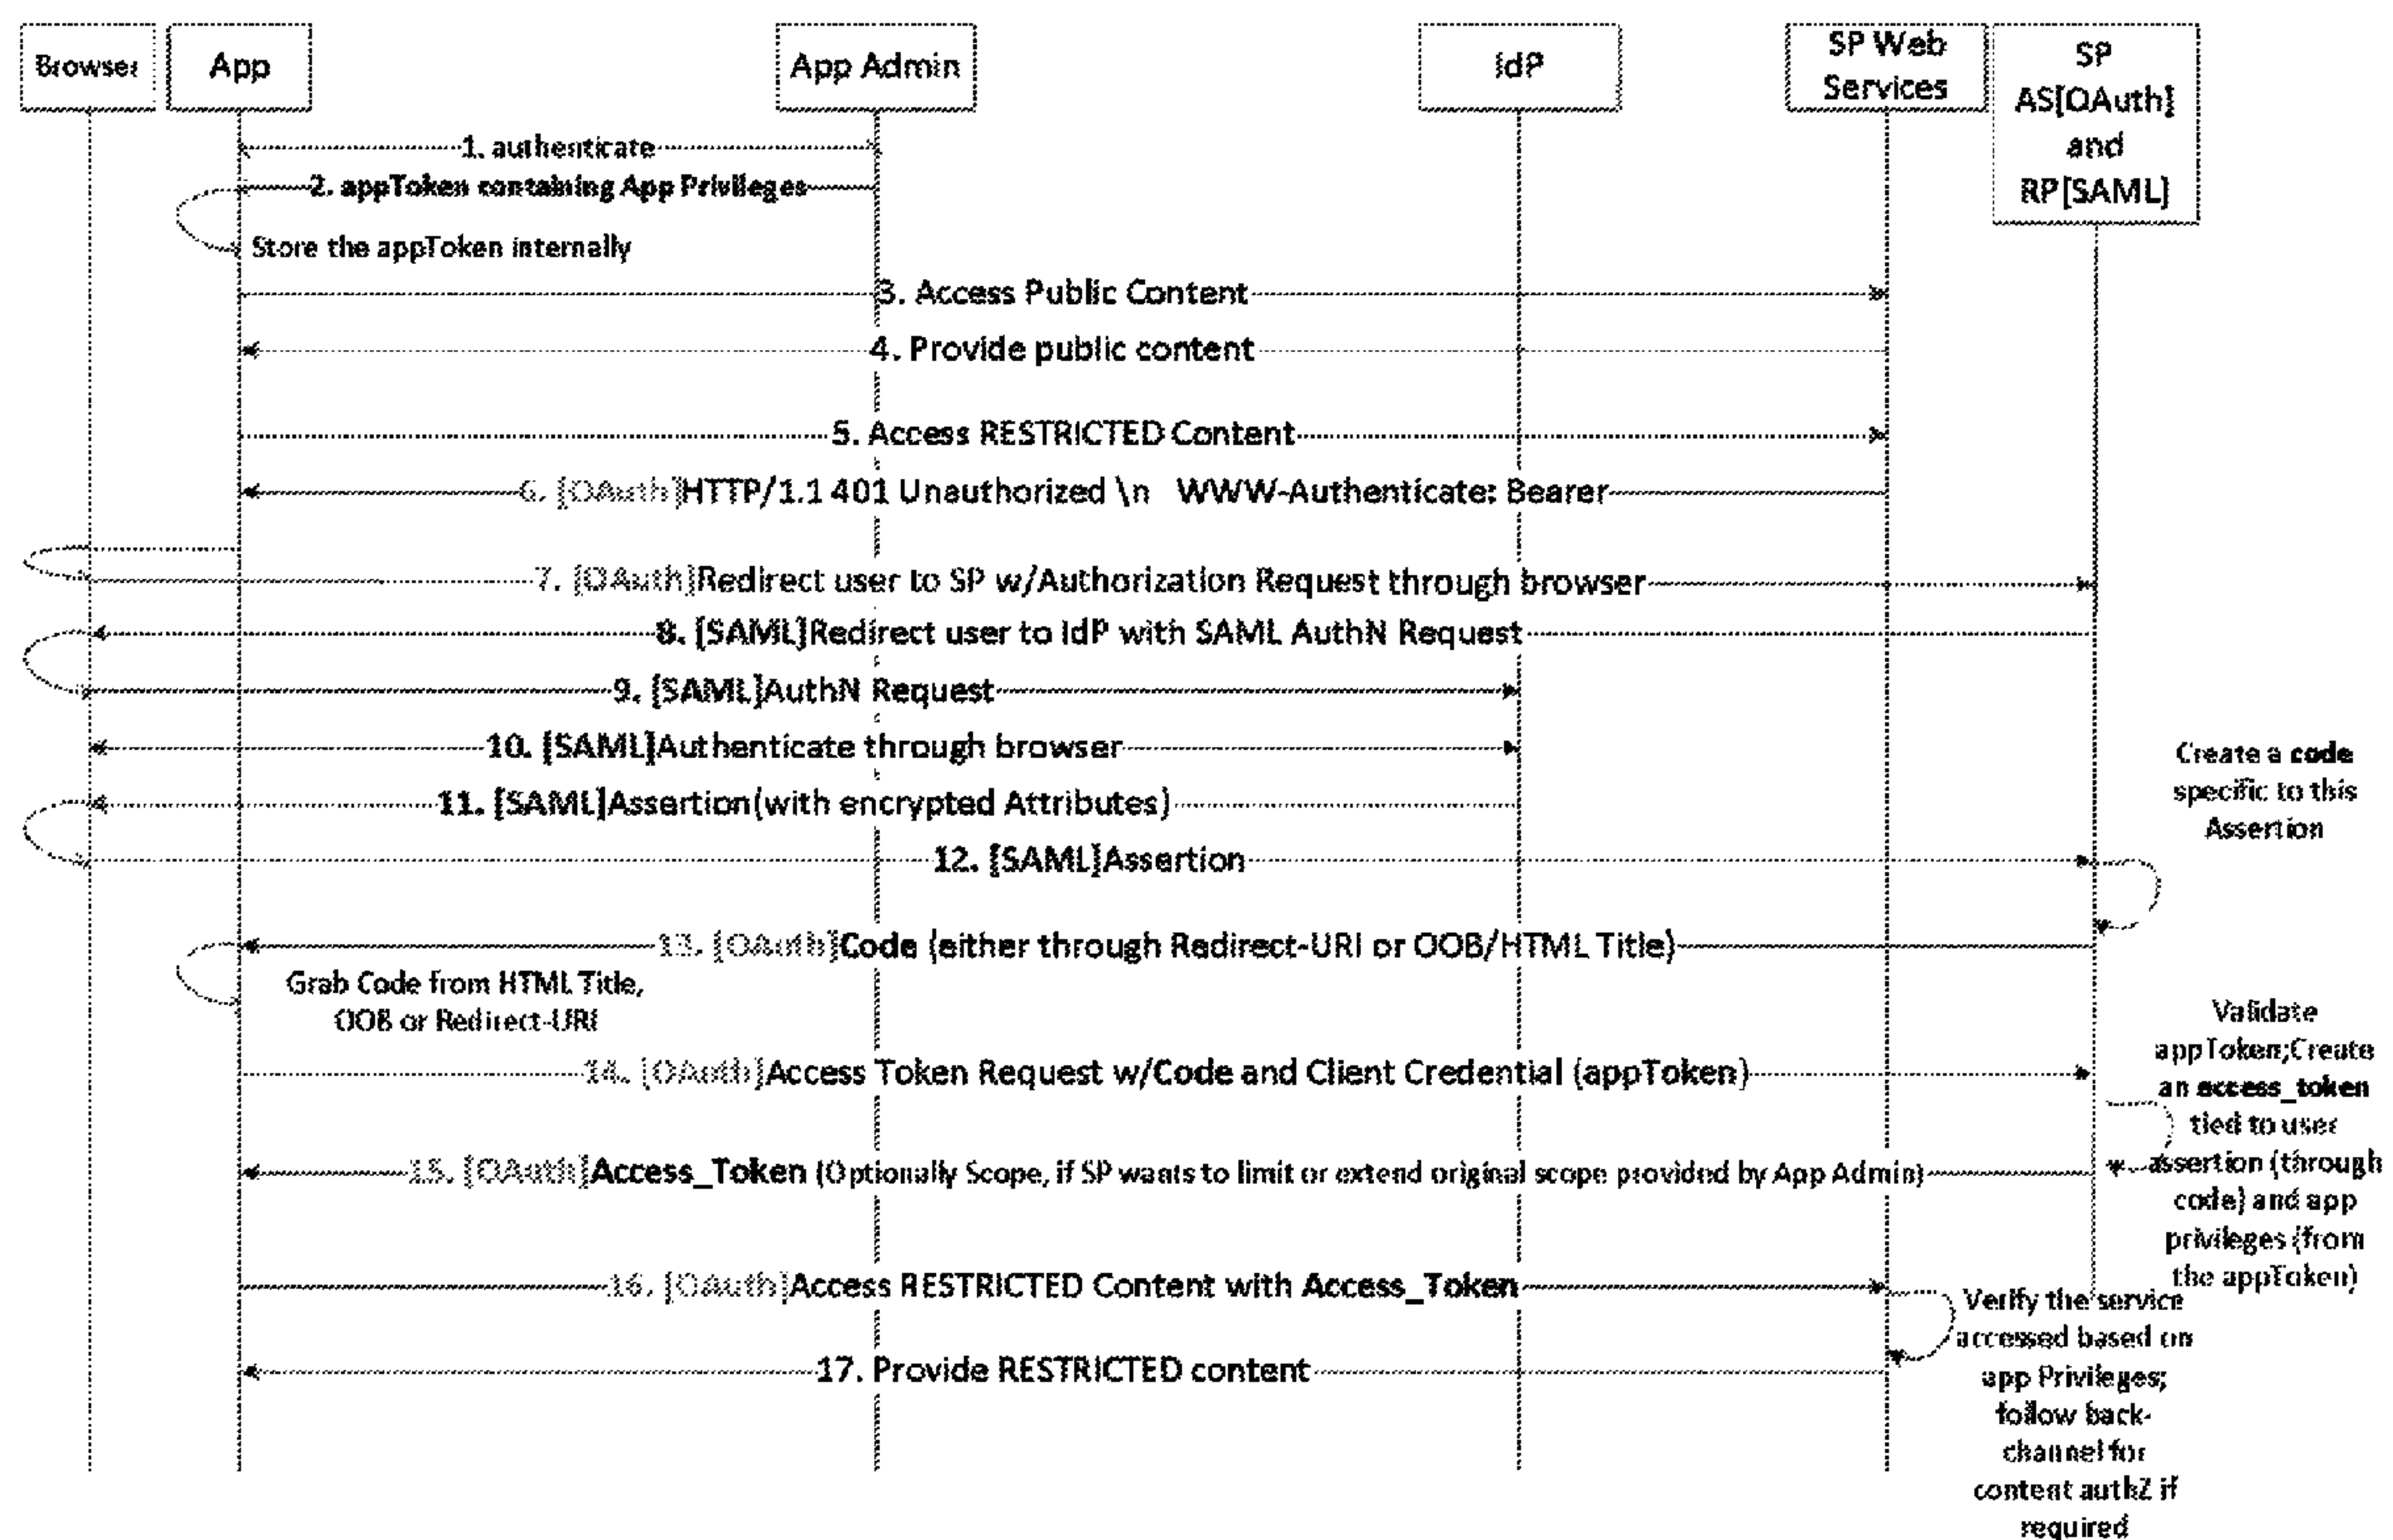 Browser
App
App Admin
IdP
SP Web
Services
SP
AS[OAuth]
and
RP[SAML]
1. authenticate
2. appToken containing App Privileges
Store the appToken internally
3. Access Public Content
4. Provide public content
5. Access RESTRICTED Content
6. [OAuth]HTTP/1.1 401 Unauthorized \n WWW-Authenticate: Bearer
7. [OAuth]Redirect user to SP w/Authorization Request through browser
8. [SAML]Redirect user to IdP with SAML AuthN Request
9. [SAML]AuthN Request
10. [SAML]Authenticate through browser
11. [SAML]Assertion(with encrypted Attributes)
Create a code
specific to this
Assertion
12. [SAML]Assertion
13. [OAuth]Code (either through Redirect-URI or OOB/HTML Title)
Grab Code from HTML Title,
OOB or Redirect-URI
14. [OAuth]Access Token Request w/Code and Client Credential (appToken)
Validate
appToken;Create
an access_token
tied to user
assertion (through
code) and app
privileges (from
the appToken)
15. [OAuth]Access_Token (Optionally Scope, if SP wants to limit or extend original scope provided by App Admin)
16. [OAuth]Access RESTRICTED Content with Access_Token
Verify the service
accessed based on
app Privileges;
follow back-
channel for
content authZ if
required
17. Provide RESTRICTED content